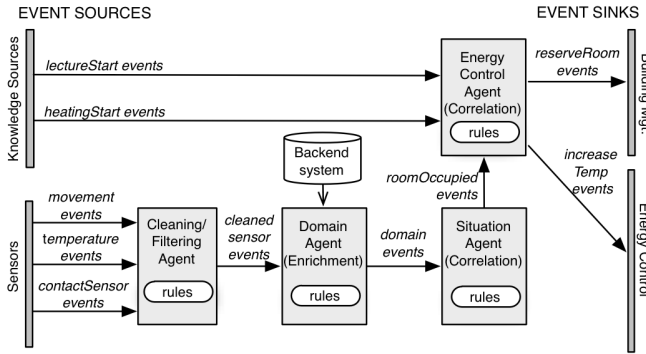 EVENT SOURCES
EVENT SINKS
Knowledge Sources
lectureStart events
heatingStart events
Energy
Control
Agent
(Correlation)
rules
reserveRoom
events
Building Mgt.
Backend
system
roomOccupied
events
increase
Temp
events
Energy Control
Sensors
movement
events
temperature
events
contactSensor
events
Cleaning/
Filtering
Agent
rules
cleaned
sensor
events
Domain
Agent
(Enrichment)
rules
domain
events
Situation
Agent
(Correlation)
rules